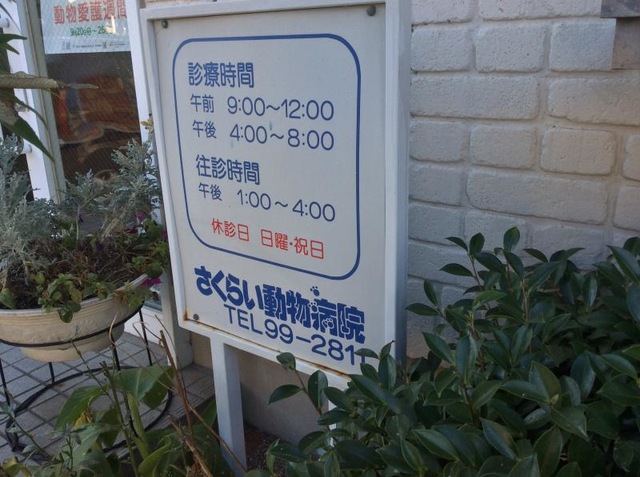 動物愛護週間
診療時間
午前 9:00～12:00
午後 4:00～8:00
往診時間
午後 1:00～4:00
休診日 日曜・祝日
さくらい動物病院
TEL99-2811